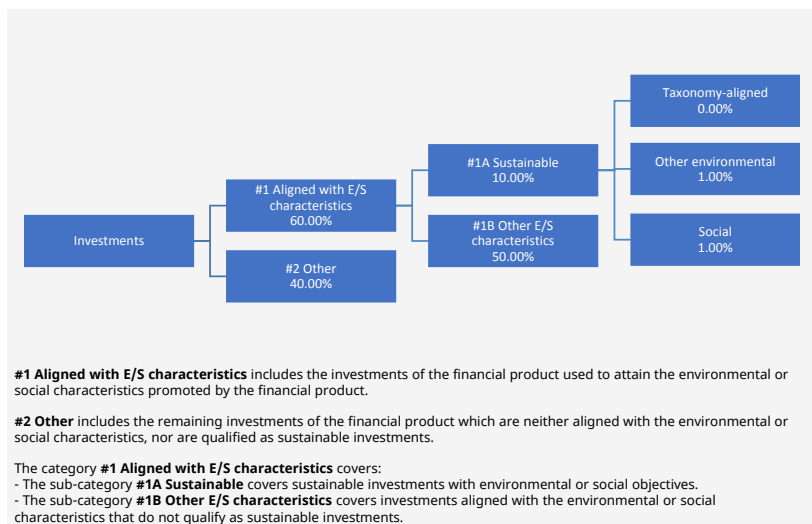 Taxonomy-aligned
0.00%
#1A Sustainable
10.00%
Other environmental
1.00%
#1 Aligned with E/S
characteristics
60.00%
#1B Other E/S
characteristics
50.00%
Social
1.00%
Investments
#2 Other
40.00%
#1 Aligned with E/S characteristics includes the investments of the financial product used to attain the environmental or
social characteristics promoted by the financial product.
#2 Other includes the remaining investments of the financial product which are neither aligned with the environmental or
social characteristics, nor are qualified as sustainable investments.
The category #1 Aligned with E/S characteristics covers:
- The sub-category #1A Sustainable covers sustainable investments with environmental or social objectives.
- The sub-category #1B Other E/S characteristics covers investments aligned with the environmental or social
characteristics that do not qualify as sustainable investments.